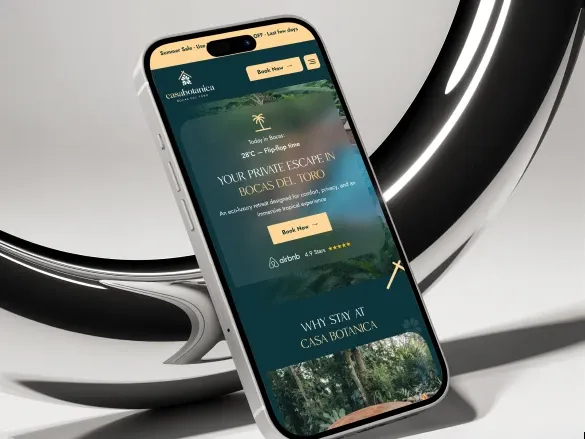 Summer Sale - Use OFF - Last few days
Book Now →
casabotanica
BOCAS DEL TORO
Today in Bocas:
28°C — Flip-flop time
YOUR PRIVATE ESCAPE IN
BOCAS DEL TORO
An eco-luxury retreat designed for comfort, privacy, and an
immersive tropical experience
Book Now →
airbnb 4.9 Stars ★★★★★
WHY STAY AT
CASA BOTANICA